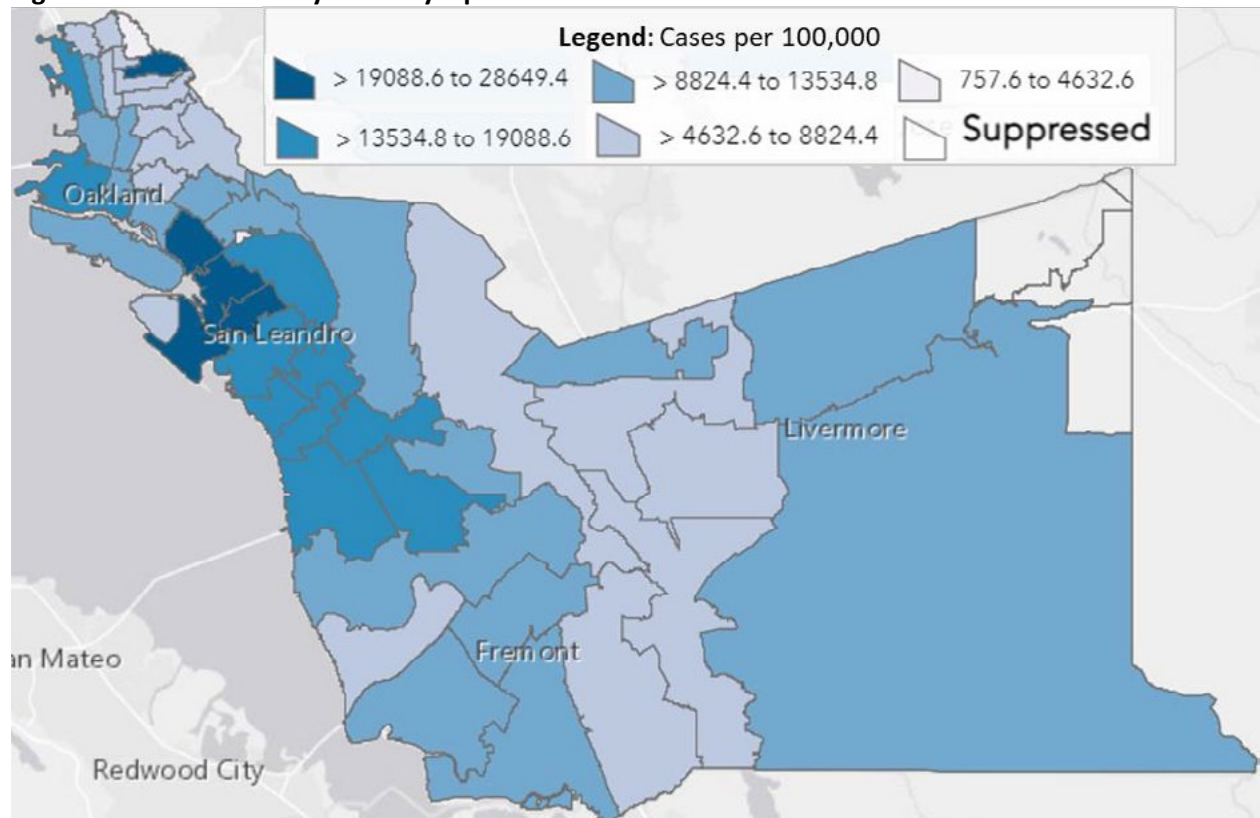 Legend: Cases per 100,000
> 19088.6 to 28649.4
> 8824.4 to 13534.8
757.6 to 4632.6
> 13534.8 to 19088.6
> 4632.6 to 8824.4
Suppressed
Oakland
San Leandro
Livermore
Fremont
an Mateo
Redwood City